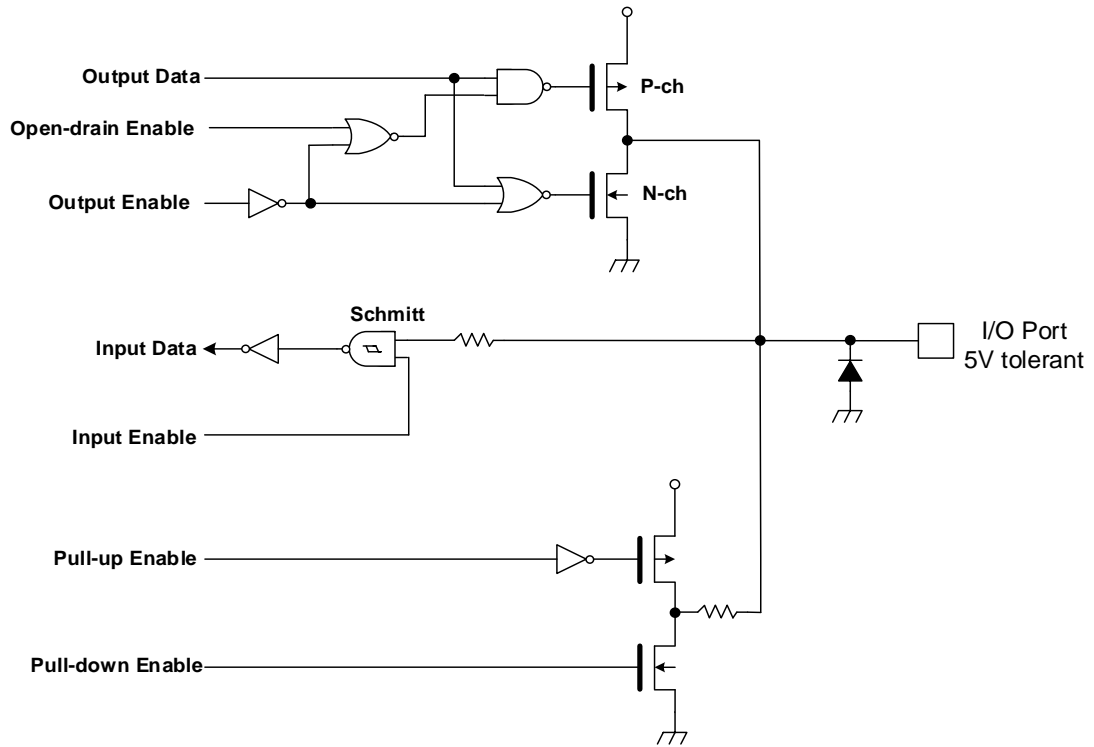 Output Data
P-ch
Open-drain Enable
N-ch
Output Enable
Schmitt
Input Data
I/O Port
5V tolerant
Input Enable
Pull-up Enable
Pull-down Enable